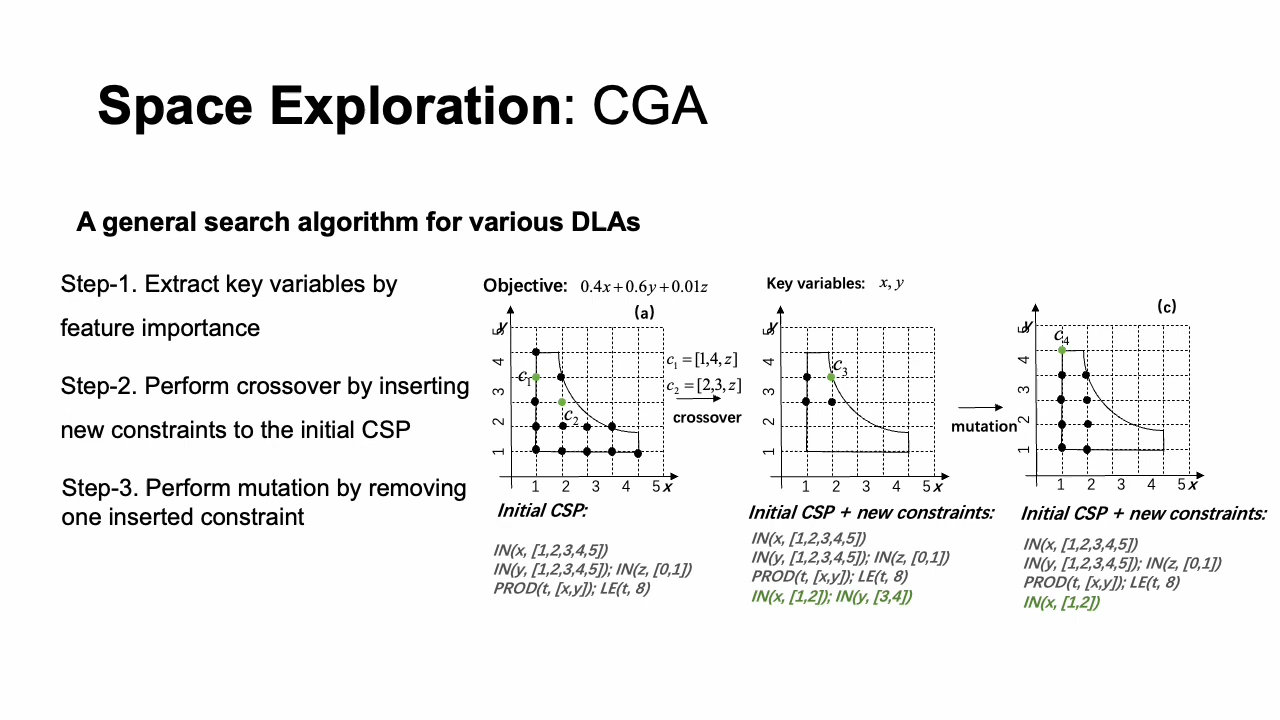 Space Exploration: CGA
A general search algorithm for various DLAs
Step-1. Extract key variables by
feature importance
Step-2. Perform crossover by inserting
new constraints to the initial CSP
Step-3. Perform mutation by removing
one inserted constraint
Objective: 0.4x+0.6y+0.01z
(a)
y
5
4
3
2
1
c₁
c₂
1 2 3 4 5 x
Initial CSP:
IN(x, [1,2,3,4,5])
IN(y, [1,2,3,4,5]); IN(z, [0,1])
PROD(t, [x,y]); LE(t, 8)
c₁ = [1,4,z]
c₂ = [2,3,z]
crossover
Key variables: x, y
y
5
4
3
2
1
c₃
1 2 3 4 5 x
Initial CSP + new constraints:
IN(x, [1,2,3,4,5])
IN(y, [1,2,3,4,5]); IN(z, [0,1])
PROD(t, [x,y]); LE(t, 8)
IN(x, [1,2]); IN(y, [3,4])
mutation
(c)
y
5
4
3
2
1
c₄
1 2 3 4 5 x
Initial CSP + new constraints:
IN(x, [1,2,3,4,5])
IN(y, [1,2,3,4,5]); IN(z, [0,1])
PROD(t, [x,y]); LE(t, 8)
IN(x, [1,2])